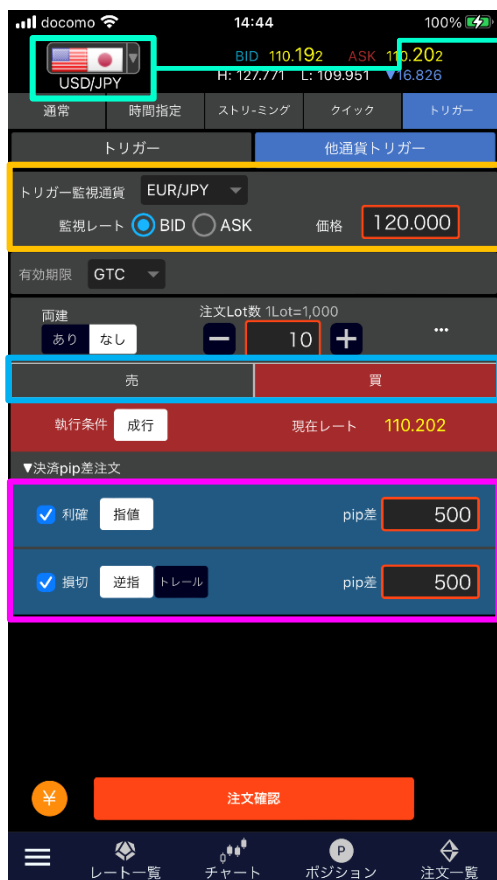 docomo 14:44 100%
BID 110.192 ASK 110.202
USD/JPY H: 127.771 L: 109.951 ▼16.826
通常 時間指定 ストリ-ミング クイック トリガー
トリガー 他通貨トリガー
トリガー監視通貨 EUR/JPY
監視レート BID ASK 価格 120.000
有効期限 GTC
両建 注文Lot数 1Lot=1,000
あり なし − 10 + ...
売 買
執行条件 成行 現在レート 110.202
▼決済pip差注文
利確 指値 pip差 500
損切 逆指 トレール pip差 500
¥ 注文確認
P
レート一覧 チャート ポジション 注文一覧